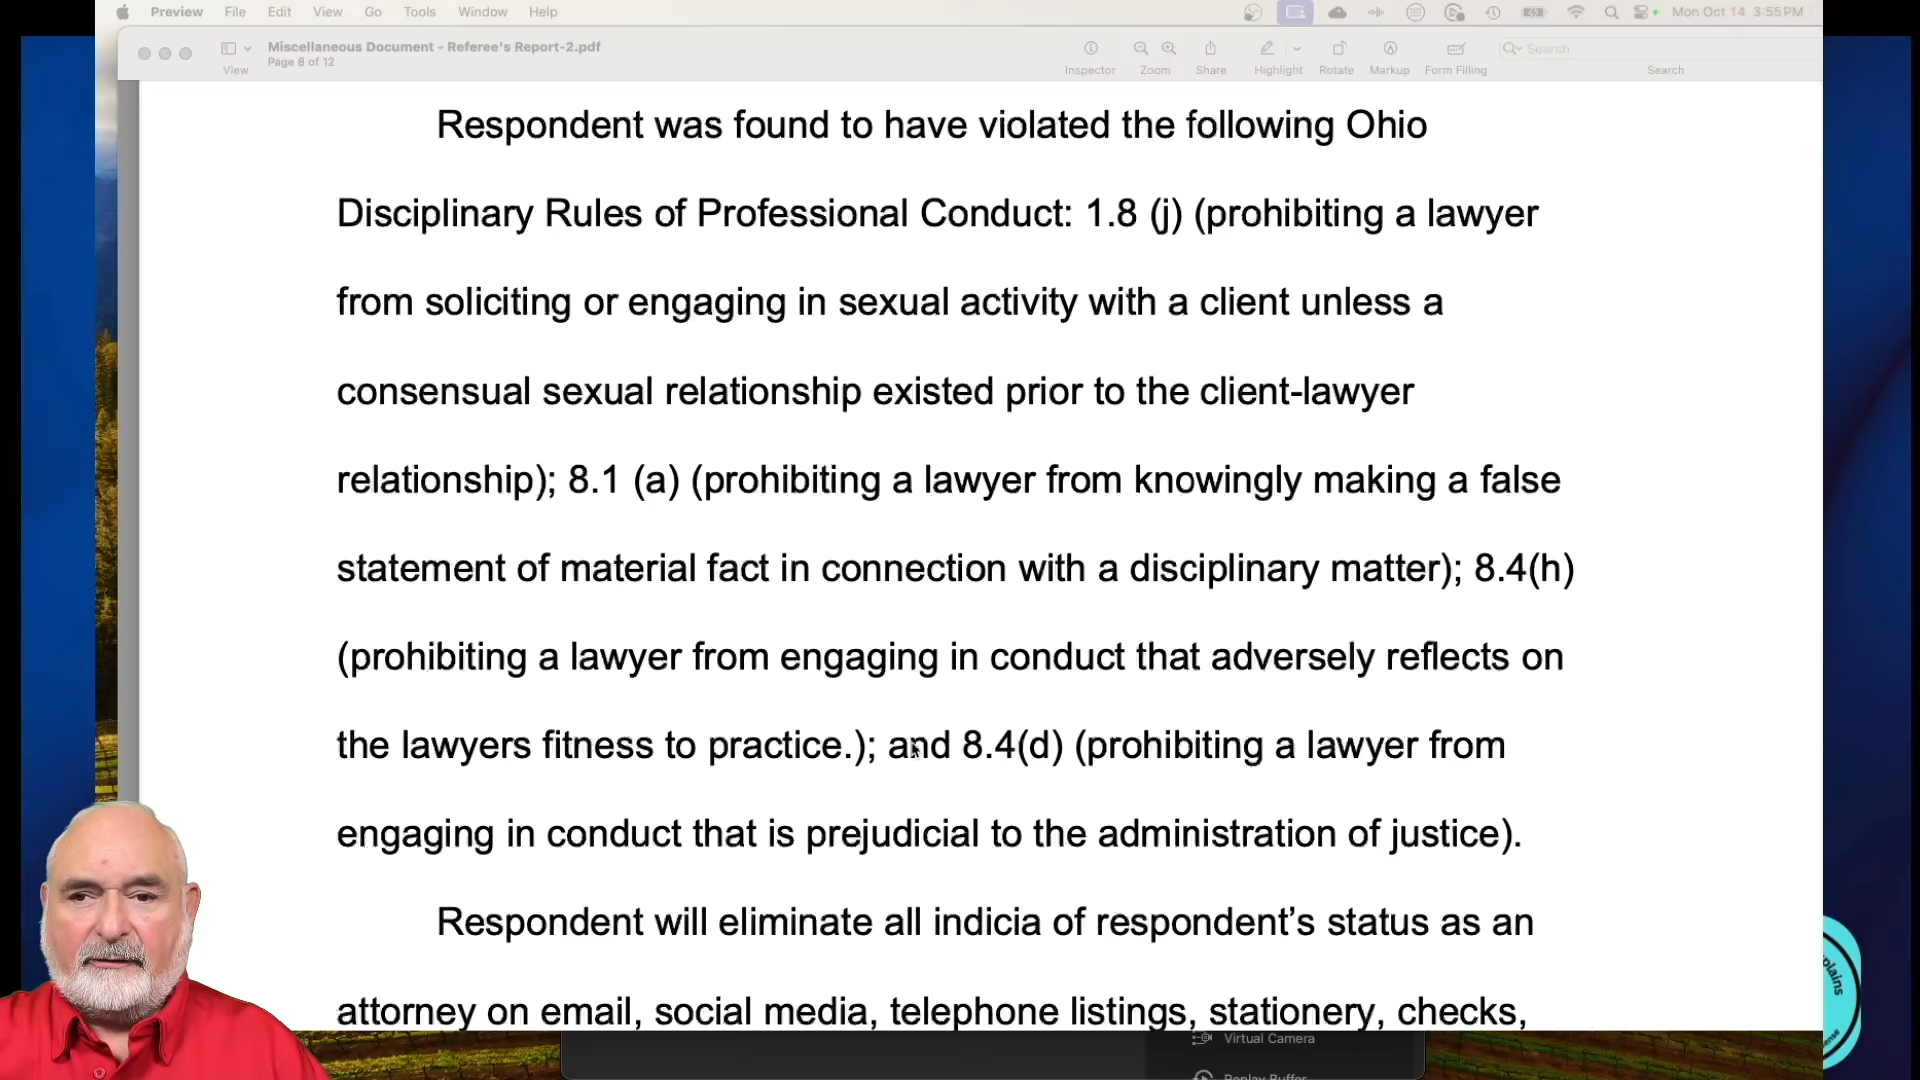 Preview File Edit View Go Tools Window Help Mon Oct 14 3:55 PM
Miscellaneous Document - Referee's Report-2.pdf
Page 8 of 12
View Inspector Zoom Share Highlight Rotate Markup Form Filling Search
Search
Respondent was found to have violated the following Ohio
Disciplinary Rules of Professional Conduct: 1.8 (j) (prohibiting a lawyer
from soliciting or engaging in sexual activity with a client unless a
consensual sexual relationship existed prior to the client-lawyer
relationship); 8.1 (a) (prohibiting a lawyer from knowingly making a false
statement of material fact in connection with a disciplinary matter); 8.4(h)
(prohibiting a lawyer from engaging in conduct that adversely reflects on
the lawyers fitness to practice.); and 8.4(d) (prohibiting a lawyer from
engaging in conduct that is prejudicial to the administration of justice).
Respondent will eliminate all indicia of respondent’s status as an
attorney on email, social media, telephone listings, stationery, checks,
Virtual Camera
Replay Buffer